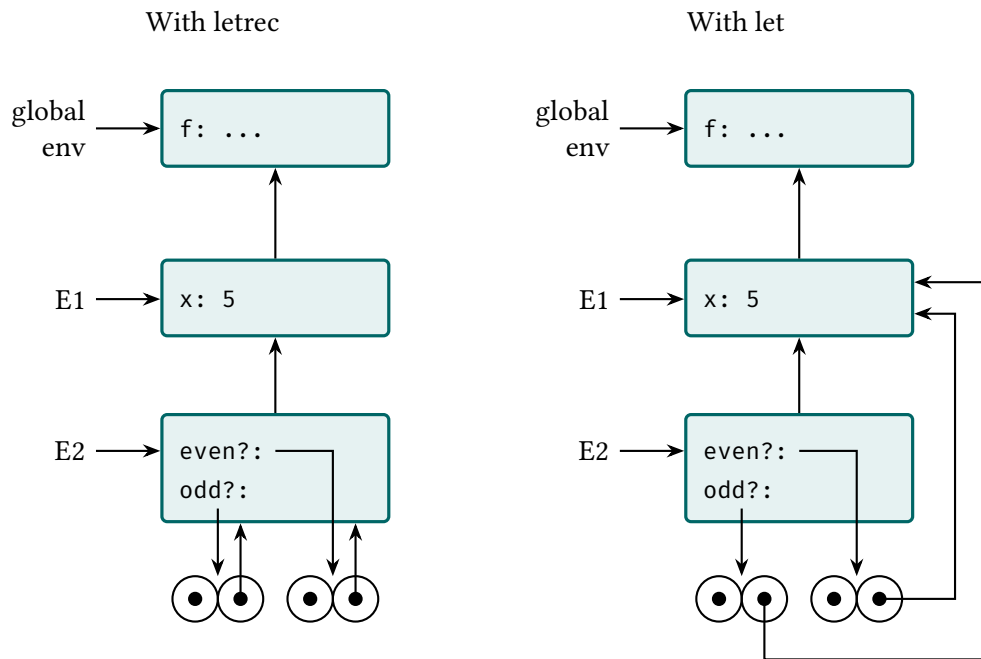 With letrec
global
env
f: ...
E1
x: 5
E2
even?:
odd?:
With let
global
env
f: ...
E1
x: 5
E2
even?:
odd?: